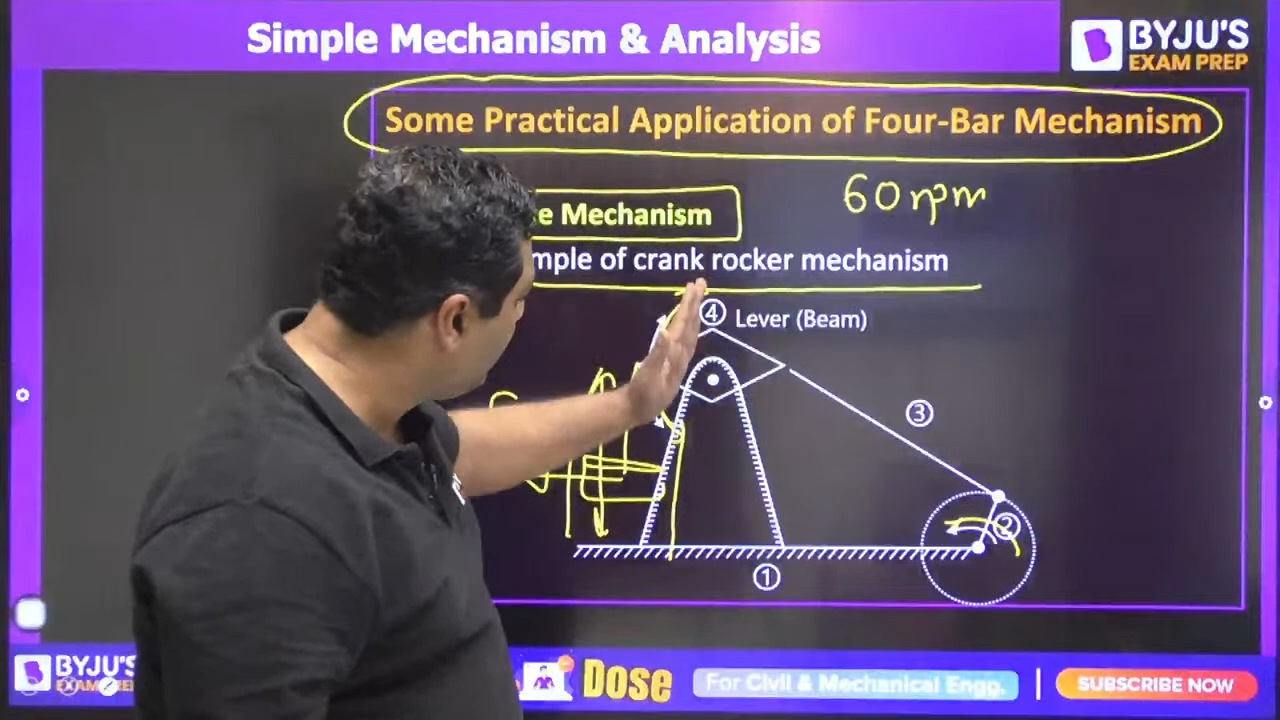 Simple Mechanism & Analysis
BYJU'S
EXAM PREP
Some Practical Application of Four-Bar Mechanism
60 rpm
Mechanism
of crank rocker mechanism
④ Lever (Beam)
③
②
①
BYJU'S
Dose
For Civil & Mechanical Engg.
SUBSCRIBE NOW